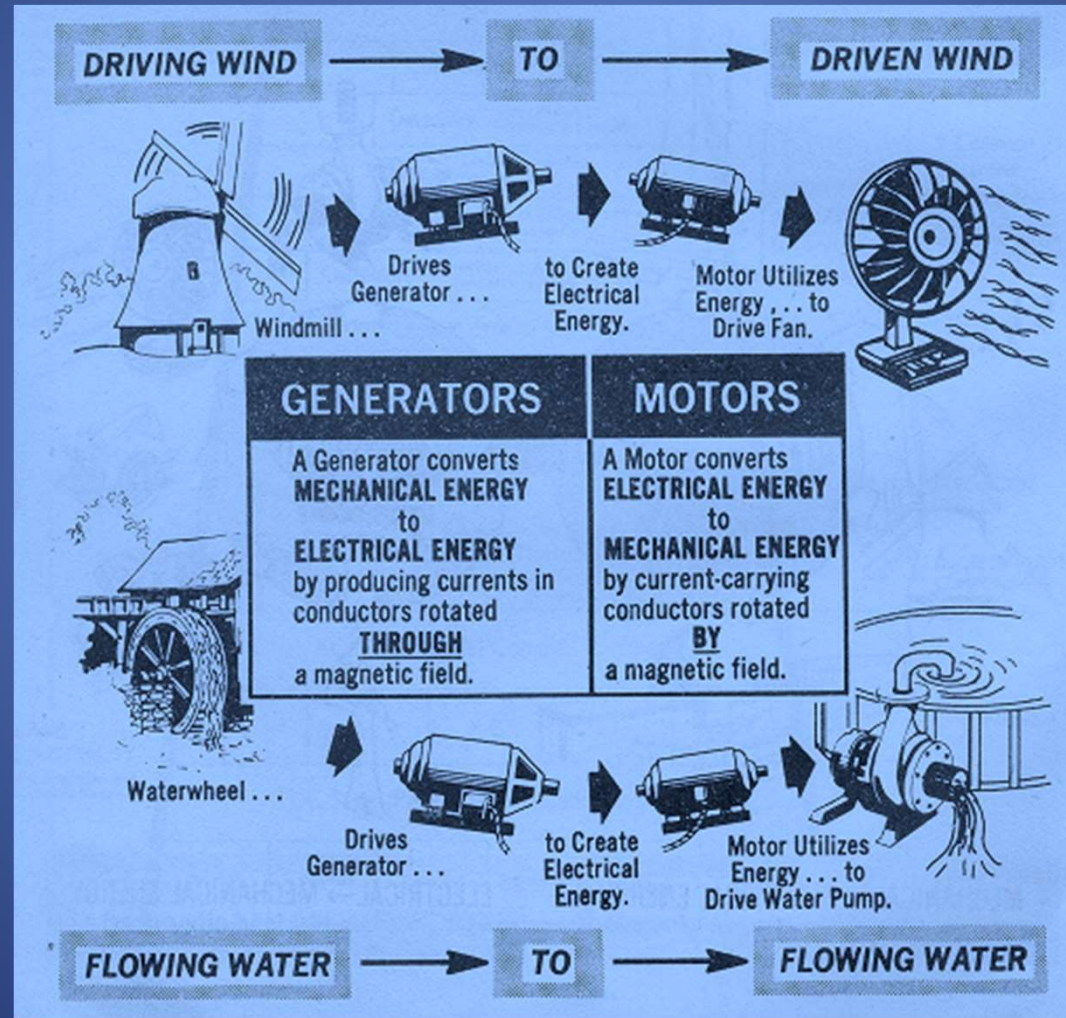 DRIVING WIND TO DRIVEN WIND
Windmill ...
Drives
Generator ...
to Create
Electrical
Energy.
Motor Utilizes
Energy ... to
Drive Fan.
GENERATORS
A Generator converts
MECHANICAL ENERGY
to
ELECTRICAL ENERGY
by producing currents in
conductors rotated
THROUGH
a magnetic field.
MOTORS
A Motor converts
ELECTRICAL ENERGY
to
MECHANICAL ENERGY
by current-carrying
conductors rotated
BY
a magnetic field.
Waterwheel ...
Drives
Generator ...
to Create
Electrical
Energy.
Motor Utilizes
Energy ... to
Drive Water Pump.
ELECTRICAL ⇒ MECHANICAL ENERGY
FLOWING WATER TO FLOWING WATER